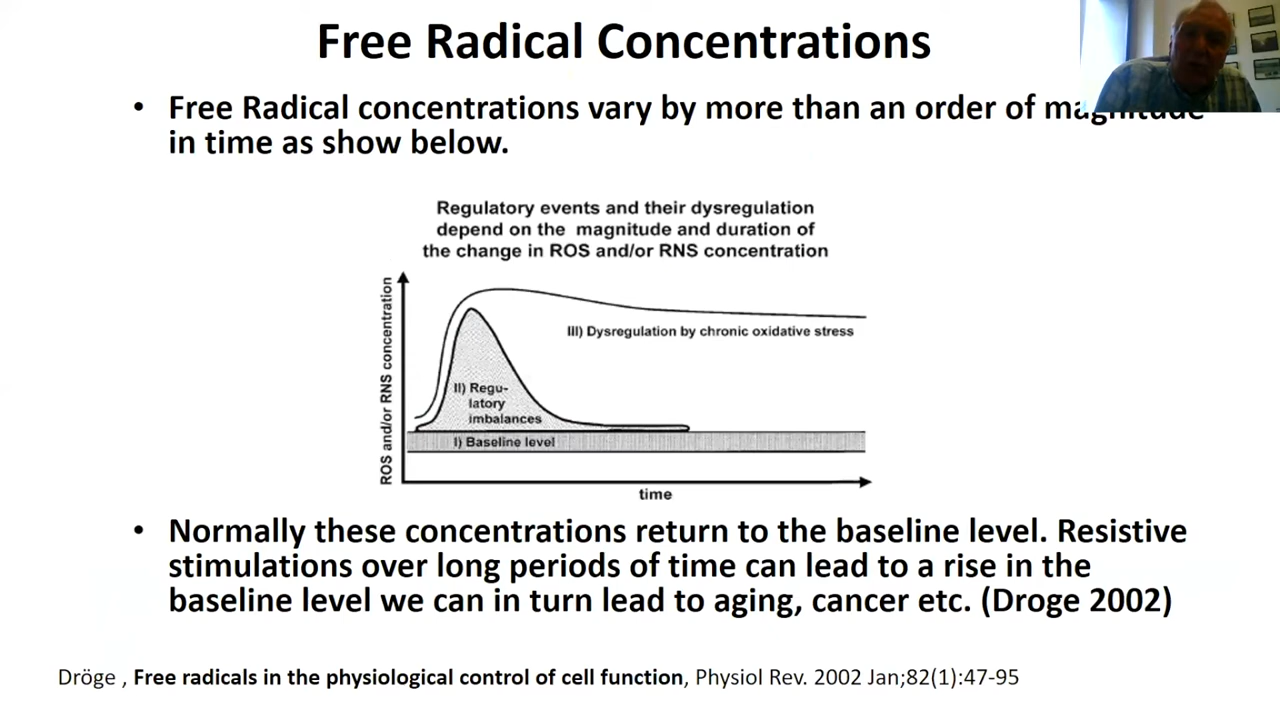 Free Radical Concentrations
• Free Radical concentrations vary by more than an order of magnitude
in time as show below.
Regulatory events and their dysregulation
depend on the magnitude and duration of
the change in ROS and/or RNS concentration
ROS and/or RNS concentration
III) Dysregulation by chronic oxidative stress
II) Regu-
latory
imbalances
I) Baseline level
time
• Normally these concentrations return to the baseline level. Resistive
stimulations over long periods of time can lead to a rise in the
baseline level we can in turn lead to aging, cancer etc. (Droge 2002)
Dröge , Free radicals in the physiological control of cell function, Physiol Rev. 2002 Jan;82(1):47-95